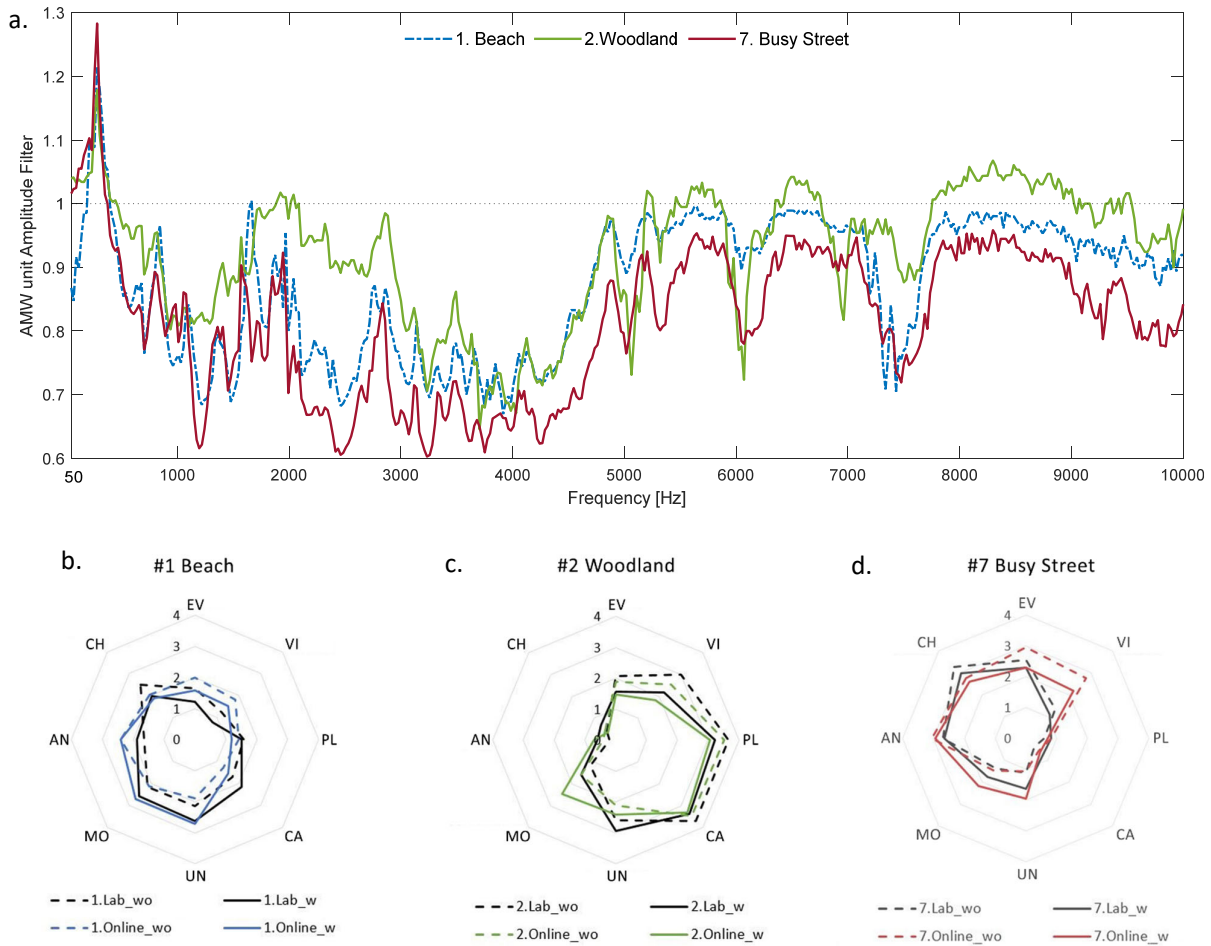 a.
1. Beach 2.Woodland 7. Busy Street
AMW unit Amplitude Filter
1.3
1.2
1.1
1
0.9
0.8
0.7
0.6
50 1000 2000 3000 4000 5000 6000 7000 8000 9000 10000
Frequency [Hz]
b.
#1 Beach
EV
VI
PL
CA
UN
MO
AN
CH
4
3
2
1
0
1.Lab_wo 1.Lab_w
1.Online_wo 1.Online_w
c.
#2 Woodland
EV
VI
PL
CA
UN
MO
AN
CH
4
3
2
1
0
2.Lab_wo 2.Lab_w
2.Online_wo 2.Online_w
d.
#7 Busy Street
EV
VI
PL
CA
UN
MO
AN
CH
4
3
2
1
0
7.Lab_wo 7.Lab_w
7.Online_wo 7.Online_w